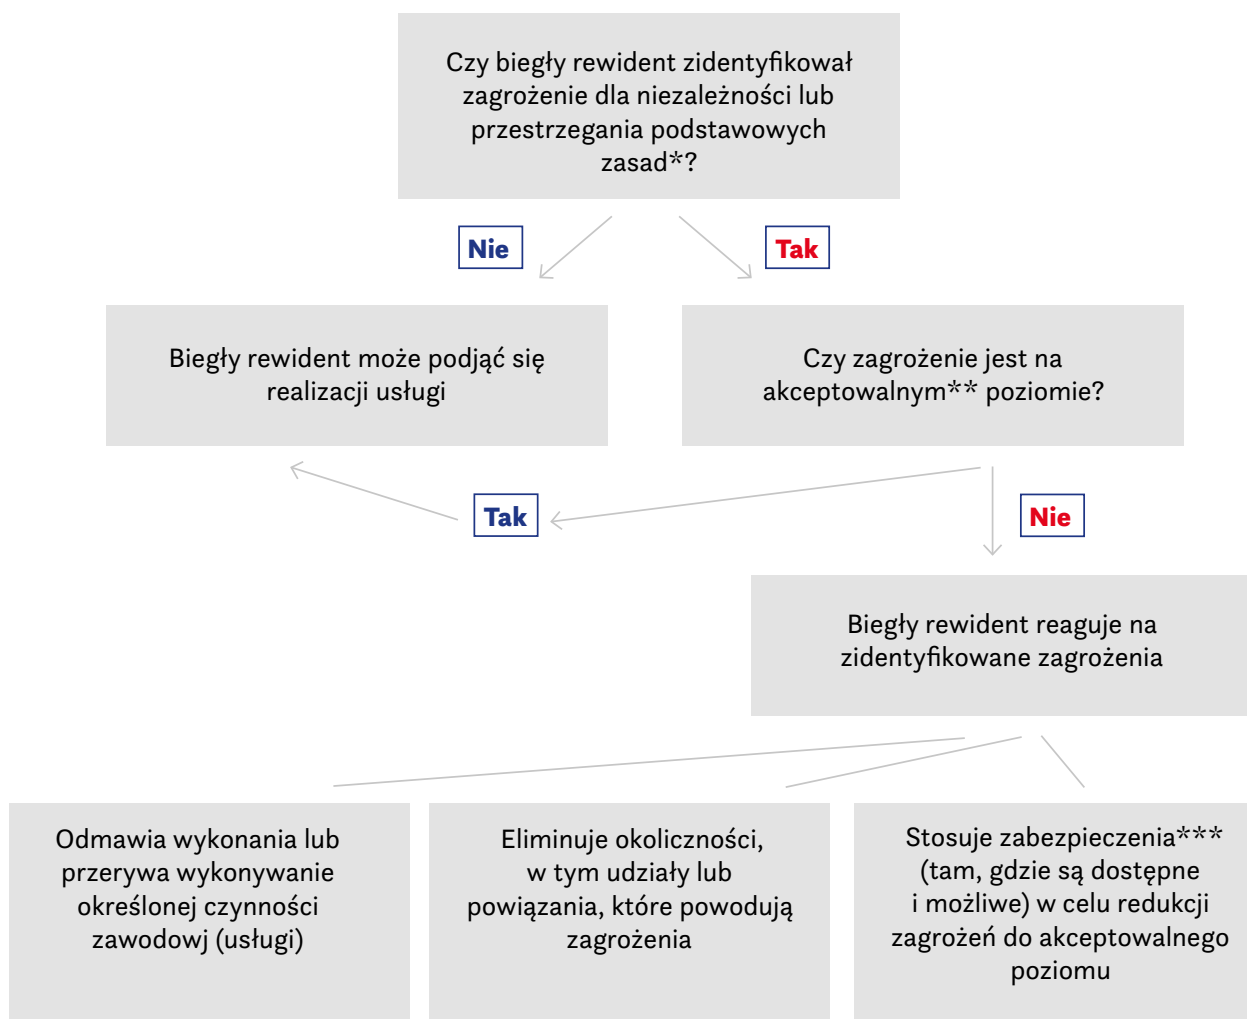 Czy biegły rewident zidentyfikował
zagrożenie dla niezależności lub
przestrzegania podstawowych
zasad*?
Nie
Tak
Biegły rewident może podjąć się
realizacji usługi
Czy zagrożenie jest na
akceptowalnym** poziomie?
Tak
Nie
Biegły rewident reaguje na
zidentyfikowane zagrożenia
Odmawia wykonania lub
przerywa wykonywanie
określonej czynności
zawodowj (usługi)
Eliminuje okoliczności,
w tym udziały lub
powiązania, które powodują
zagrożenia
Stosuje zabezpieczenia***
(tam, gdzie są dostępne
i możliwe) w celu redukcji
zagrożeń do akceptowalnego
poziomu